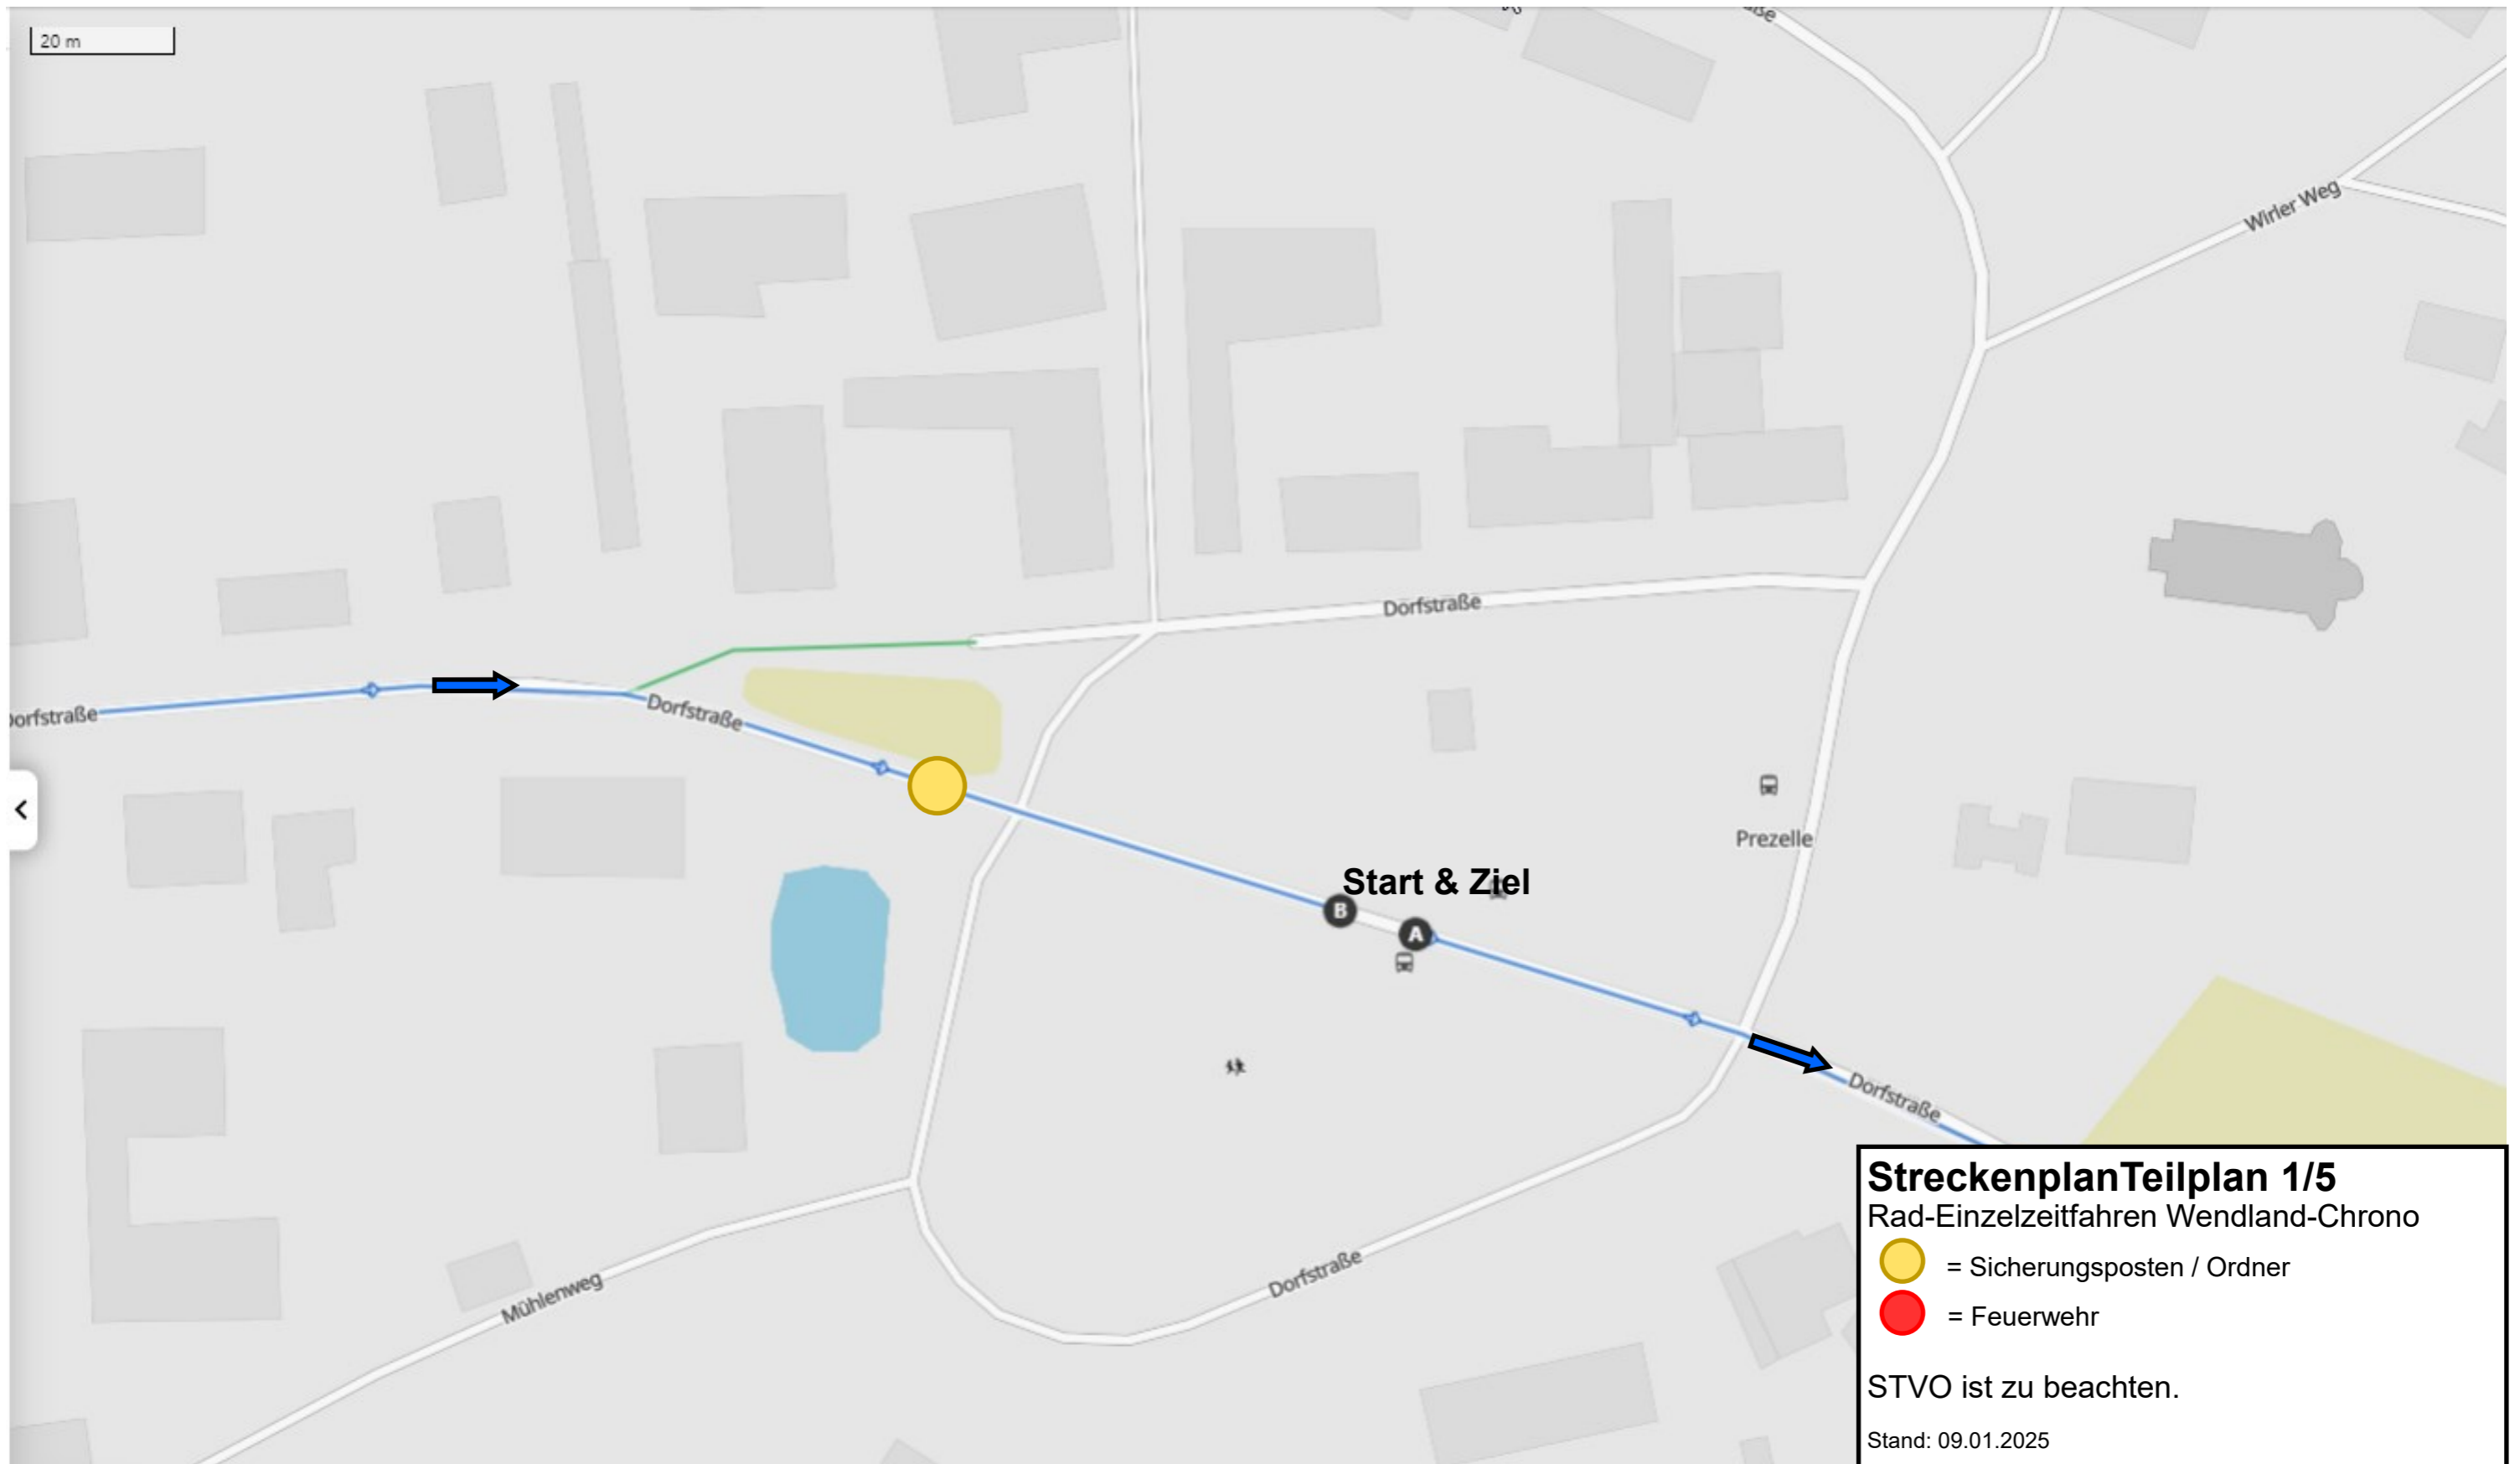 20 m
Wirler Weg
Dorfstraße
Dorfstraße
Dorfstraße
Prezelle
Start & Ziel
B
A
Dorfstraße
Dorfstraße
Mühlenweg
StreckenplanTeilplan 1/5
Rad-Einzelzeitfahren Wendland-Chrono
= Sicherungsposten / Ordner
= Feuerwehr
STVO ist zu beachten.
Stand: 09.01.2025